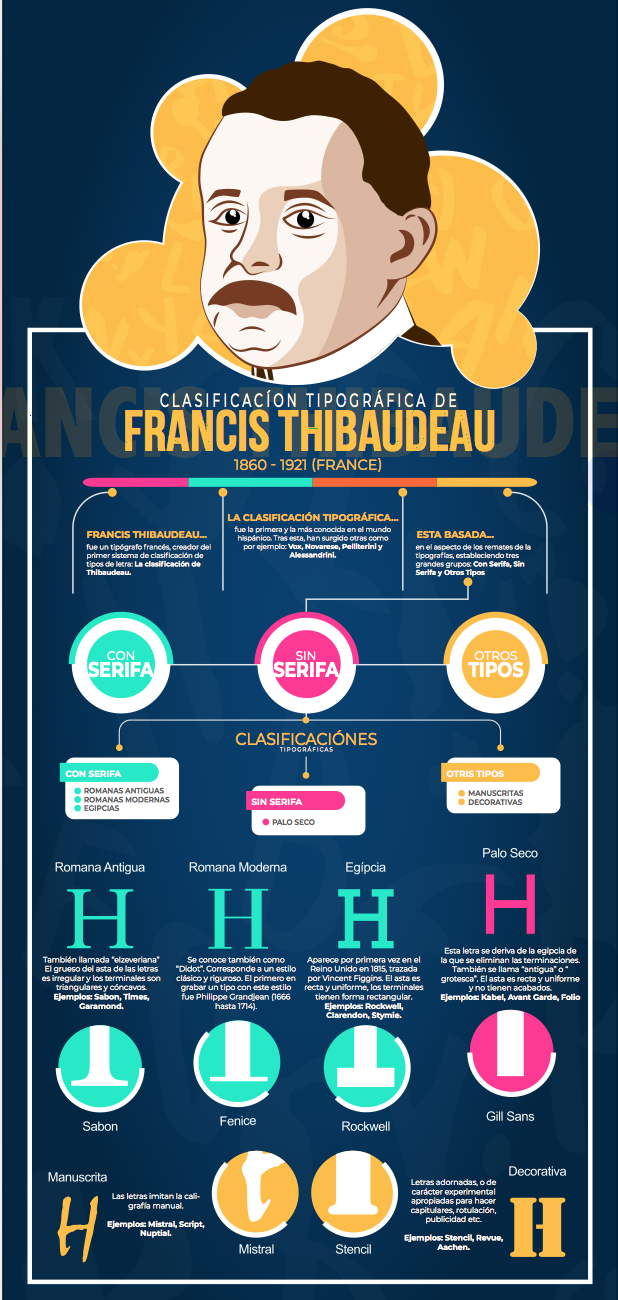 CLASIFICACÍON TIPOGRÁFICA DE
FRANCIS THIBAUDEAU
1860 - 1921 (FRANCE)
FRANCIS THIBAUDEAU...
fue un tipógrafo francés, creador del
primer sistema de clasificación de
tipos de letra: La clasificación de
Thibaudeau.
LA CLASIFICACIÓN TIPOGRÁFICA...
fue la primera y la más conocida en el mundo
hispánico. Tras esta, han surgido otras como
por ejemplo: Vox, Novarese, Pelliterini y
Alessandrini.
ESTA BASADA...
en el aspecto de los remates de la
tipografías, estableciendo tres
grandes grupos: Con Serifa, Sin
Serifa y Otros Tipos
CON
SERIFA
SIN
SERIFA
OTROS
TIPOS
CLASIFICACIÓNES
TIPOGRÁFICAS
CON SERIFA
ROMANAS ANTIGUAS
ROMANAS MODERNAS
EGIPCIAS
SIN SERIFA
PALO SECO
OTRIS TIPOS
MANUSCRITAS
DECORATIVAS
Romana Antigua
H
También llamada "elzeveriana"
El grueso del asta de las letras
es irregular y los terminales son
triangulares y cóncavos.
Ejemplos: Sabon, Times,
Garamond.
Romana Moderna
H
Se conoce también como
"Didot". Corresponde a un estilo
clásico y riguroso. El primero en
grabar un tipo con este estilo
fue Philippe Grandjean (1666
hasta 1714).
Egípcia
H
Aparece por primera vez en el
Reino Unido en 1815, trazada
por Vincent Figgins. El asta es
recta y uniforme, los terminales
tienen forma rectangular.
Ejemplos: Rockwell,
Clarendon, Stymie.
Palo Seco
H
Esta letra se deriva de la egipcia de
la que se eliminan las terminaciones.
También se llama "antigua" o "
grotesca". El asta es recta y uniforme
y no tienen acabados.
Ejemplos: Kabel, Avant Garde, Folio
Sabon
Fenice
Rockwell
Gill Sans
Manuscrita
H
Las letras imitan la cali-
grafía manual.
Ejemplos: Mistral, Script,
Nuptial.
Mistral
Stencil
Letras adornadas, o de
carácter experimental
apropiadas para hacer
capitulares, rotulación,
publicidad etc.
Ejemplos: Stencil, Revue,
Aachen.
Decorativa
H